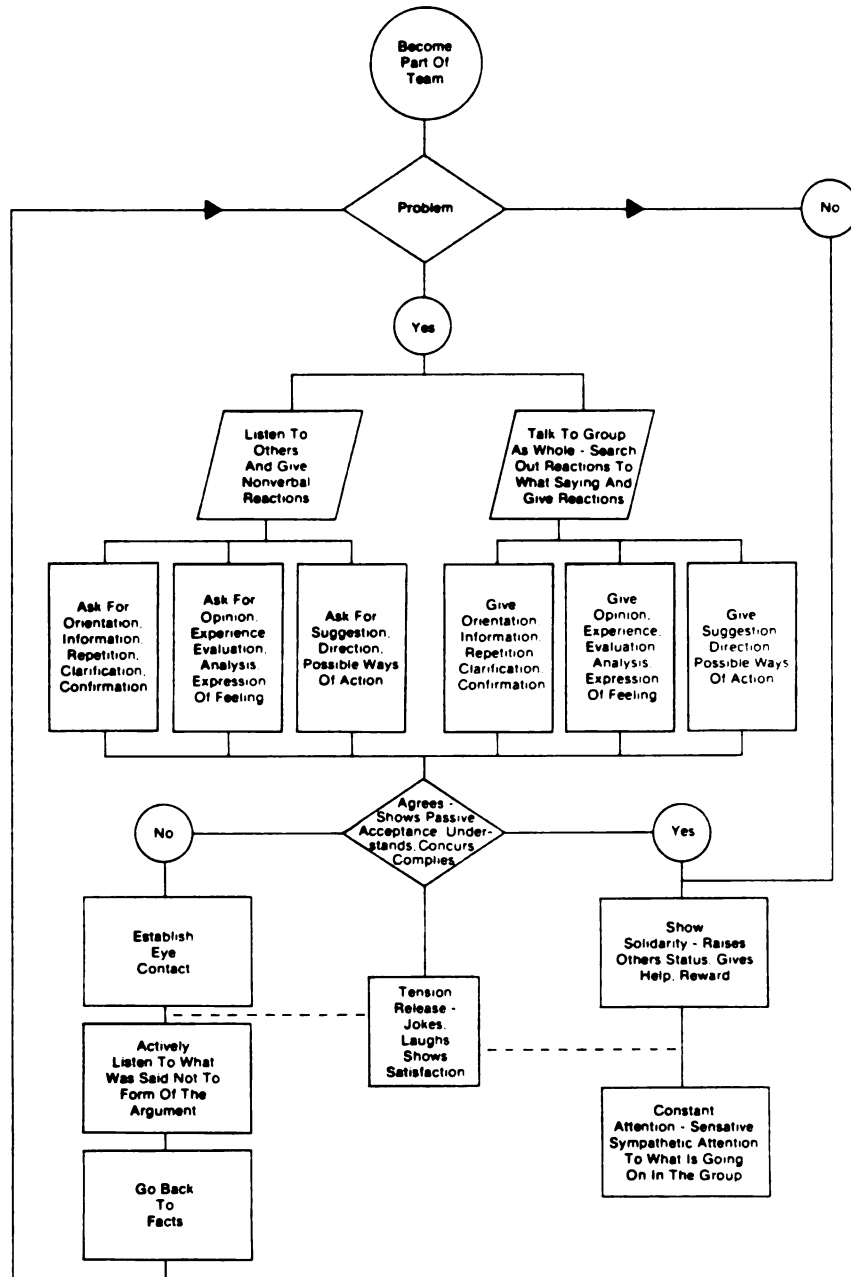 Become
Part Of
Team
Problem
No
Yes
Listen To
Others
And Give
Nonverbal
Reactions
Talk To Group
As Whole - Search
Out Reactions To
What Saying And
Give Reactions
Ask For
Orientation,
Information,
Repetition,
Clarification,
Confirmation
Ask For
Opinion,
Experience
Evaluation,
Analysis,
Expression
Of Feeling
Ask For
Suggestion,
Direction,
Possible Ways
Of Action
Give
Orientation
Information,
Repetition
Clarification,
Confirmation
Give
Opinion,
Experience,
Evaluation
Analysis,
Expression
Of Feeling
Give
Suggestion
Direction
Possible Ways
Of Action
No
Agrees -
Shows Passive
Acceptance, Under-
stands, Concurs
Complies
Yes
Establish
Eye
Contact
Show
Solidarity - Raises
Others Status, Gives
Help, Reward
Tension
Release -
Jokes,
Laughs
Shows
Satisfaction
Actively
Listen To What
Was Said Not To
Form Of The
Argument
Constant
Attention - Sensative
Sympathetic Attention
To What Is Going
On In The Group
Go Back
To
Facts